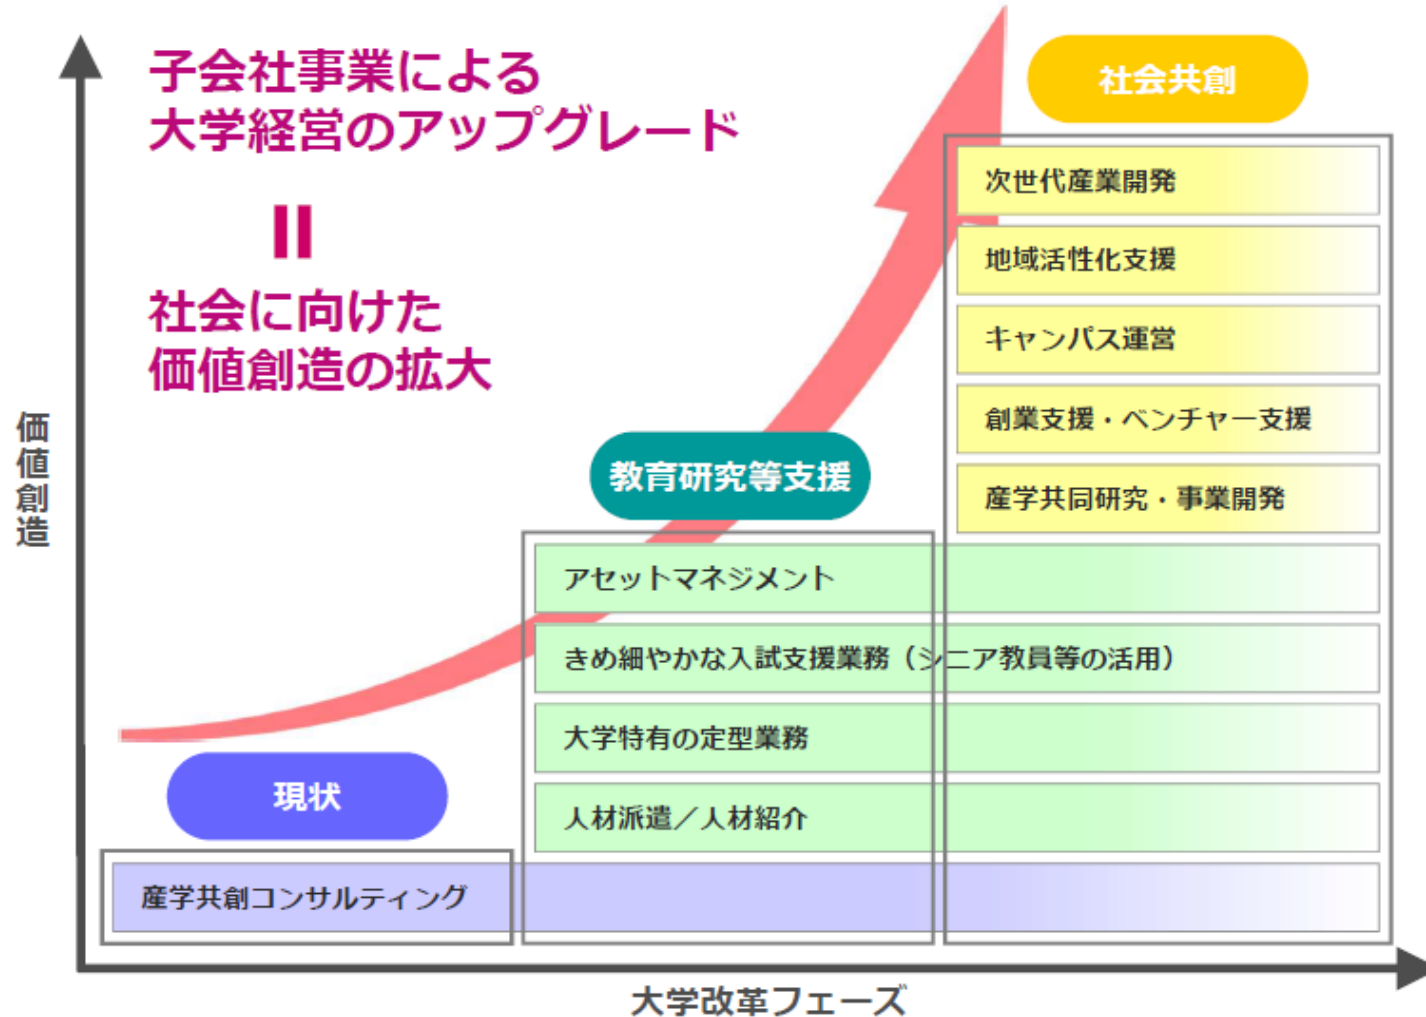 子会社事業による
大学経営のアップグレード
=
社会に向けた
価値創造の拡大
社会共創
次世代産業開発
地域活性化支援
キャンパス運営
創業支援・ベンチャー支援
産学共同研究・事業開発
教育研究等支援
アセットマネジメント
きめ細やかな入試支援業務（シニア教員等の活用）
大学特有の定型業務
人材派遣／人材紹介
現状
産学共創コンサルティング
価値創造
大学改革フェーズ